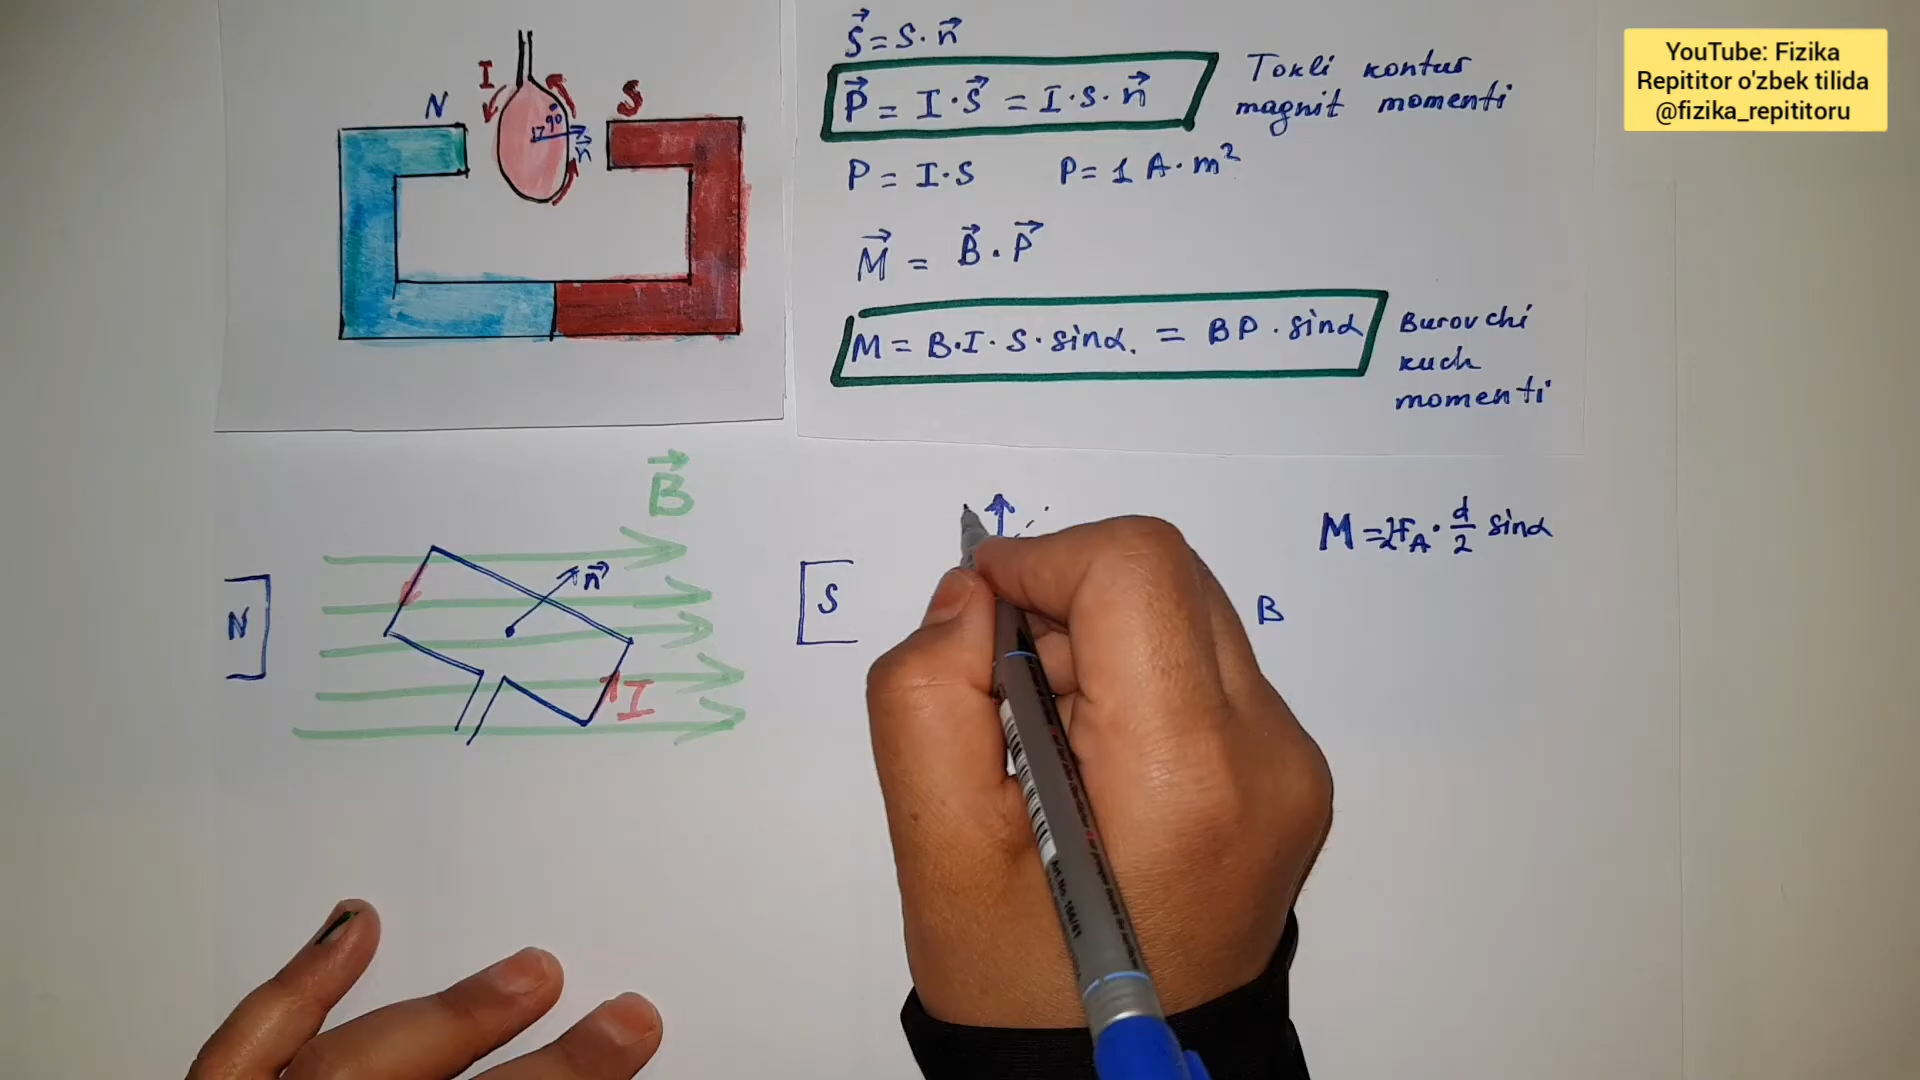 YouTube: Fizika
Repititor o'zbek tilida
@fizika_repititoru
I
N
S
90°
n⃗
S⃗ = S · n⃗
P⃗ = I · S⃗ = I · S · n⃗
Tokli kontur
magnit momenti
P = I · S P = 1 A · m²
M⃗ = B⃗ · P⃗
M = B · I · S · sinα. = BP · sinα
Burovchi
kuch
momenti
B⃗
n⃗
N
I
S
B
M = 2F_A · d/2 sinα